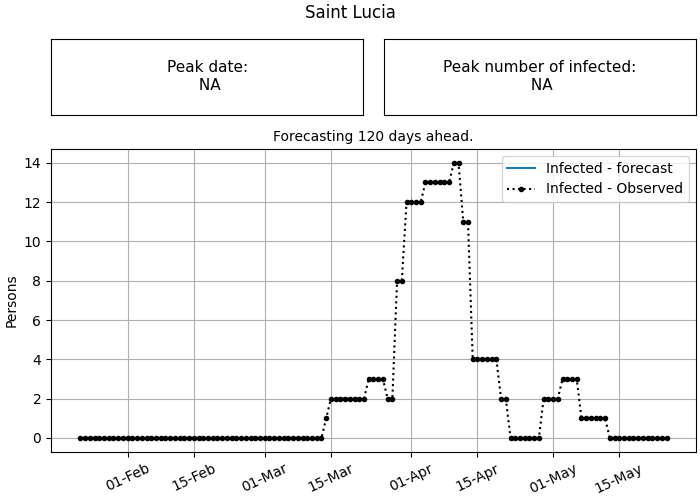 Saint Lucia
Peak date:
NA
Peak number of infected:
NA
Forecasting 120 days ahead.
14
12
10
8
6
4
2
0
Persons
Infected - forecast
Infected - Observed
01-Feb
15-Feb
01-Mar
15-Mar
01-Apr
15-Apr
01-May
15-May